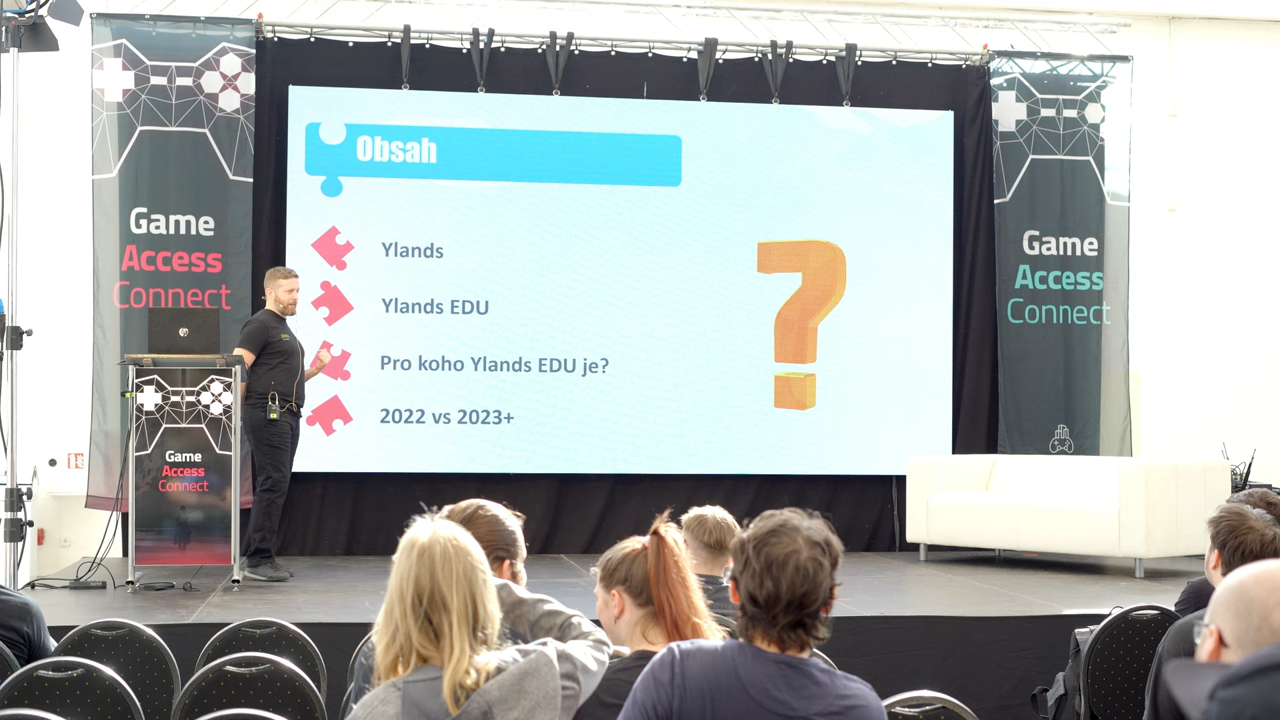 Game
Access
Connect
Obsah
Ylands
Ylands EDU
Pro koho Ylands EDU je?
2022 vs 2023+
Game
Access
Connect
Game
Access
Connect